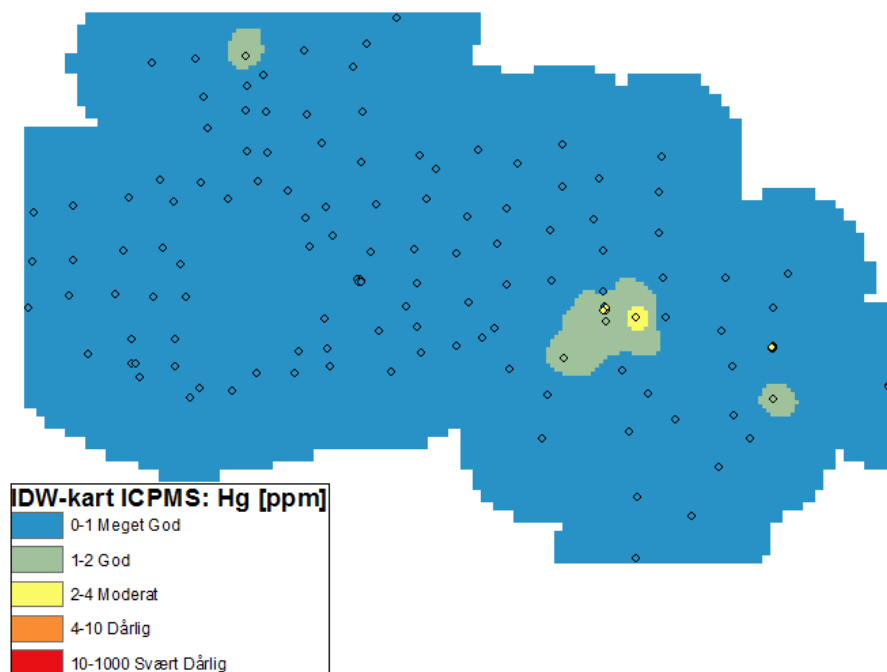 IDW-kart ICPMS: Hg [ppm]
0-1 Meget God
1-2 God
2-4 Moderat
4-10 Dårlig
10-1000 Svært Dårlig